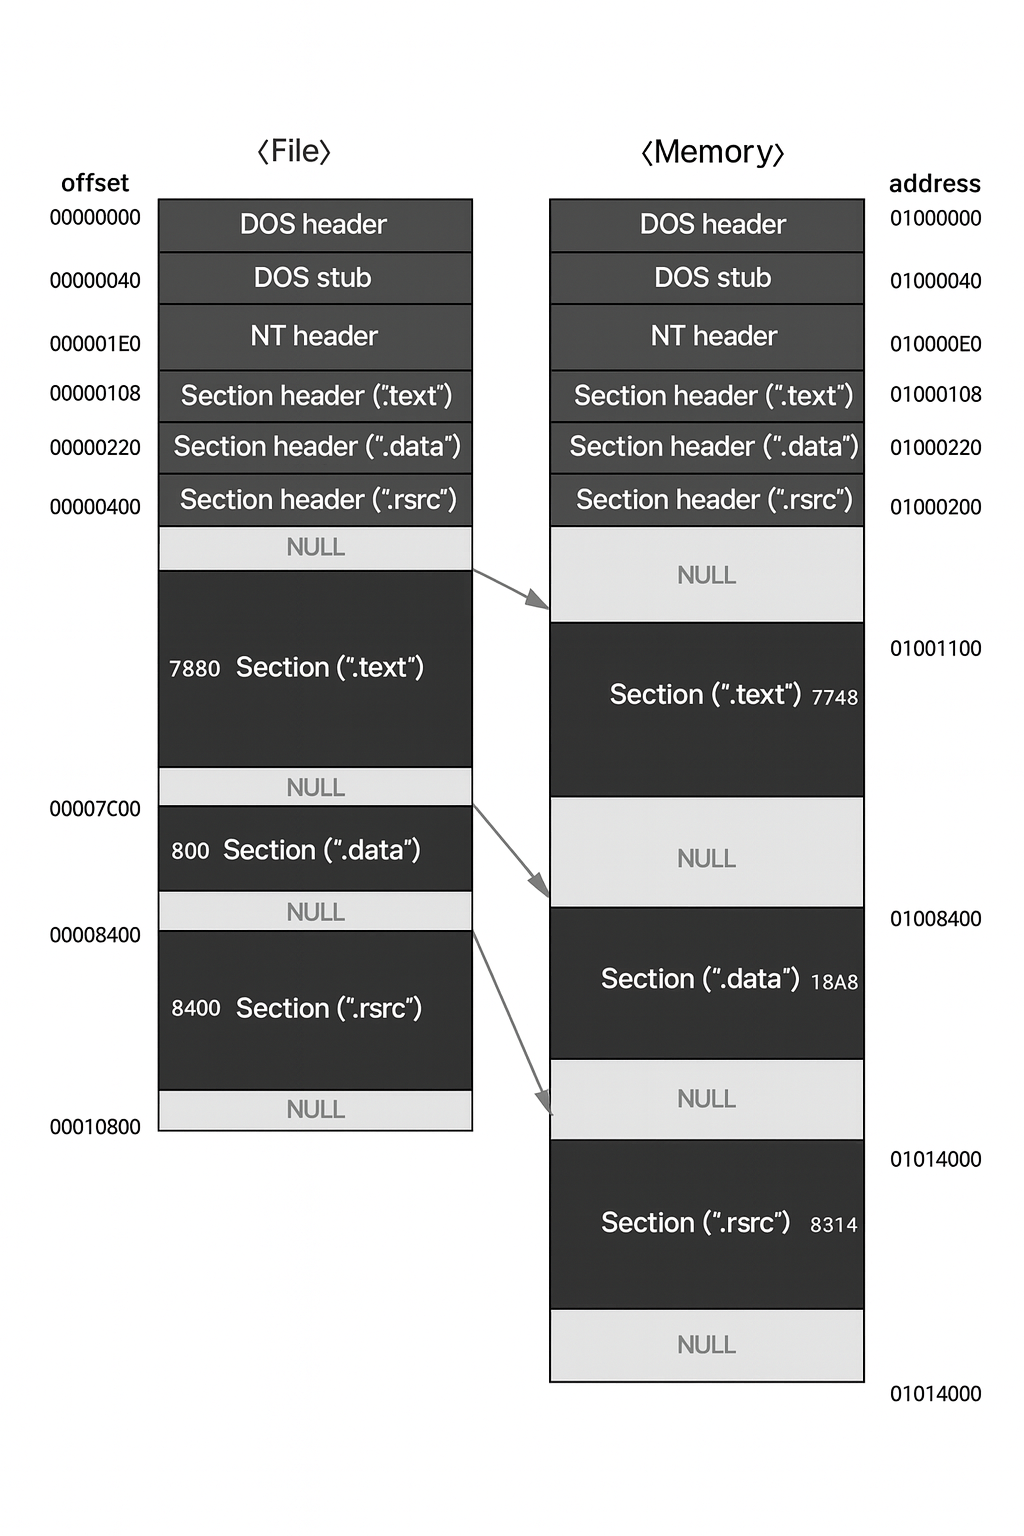 〈File〉
〈Memory〉
offset
address
00000000
DOS header
DOS header
01000000
00000040
DOS stub
DOS stub
01000040
000001E0
NT header
NT header
010000E0
00000108
Section header (".text")
Section header (".text")
01000108
00000220
Section header (".data")
Section header (".data")
01000220
00000400
Section header (".rsrc")
Section header (".rsrc")
01000200
NULL
NULL
01001100
7880 Section (".text")
Section (".text") 7748
NULL
00007C00
800 Section (".data")
NULL
NULL
01008400
00008400
Section (".data") 18A8
8400 Section (".rsrc")
NULL
NULL
00010800
01014000
Section (".rsrc") 8314
NULL
01014000